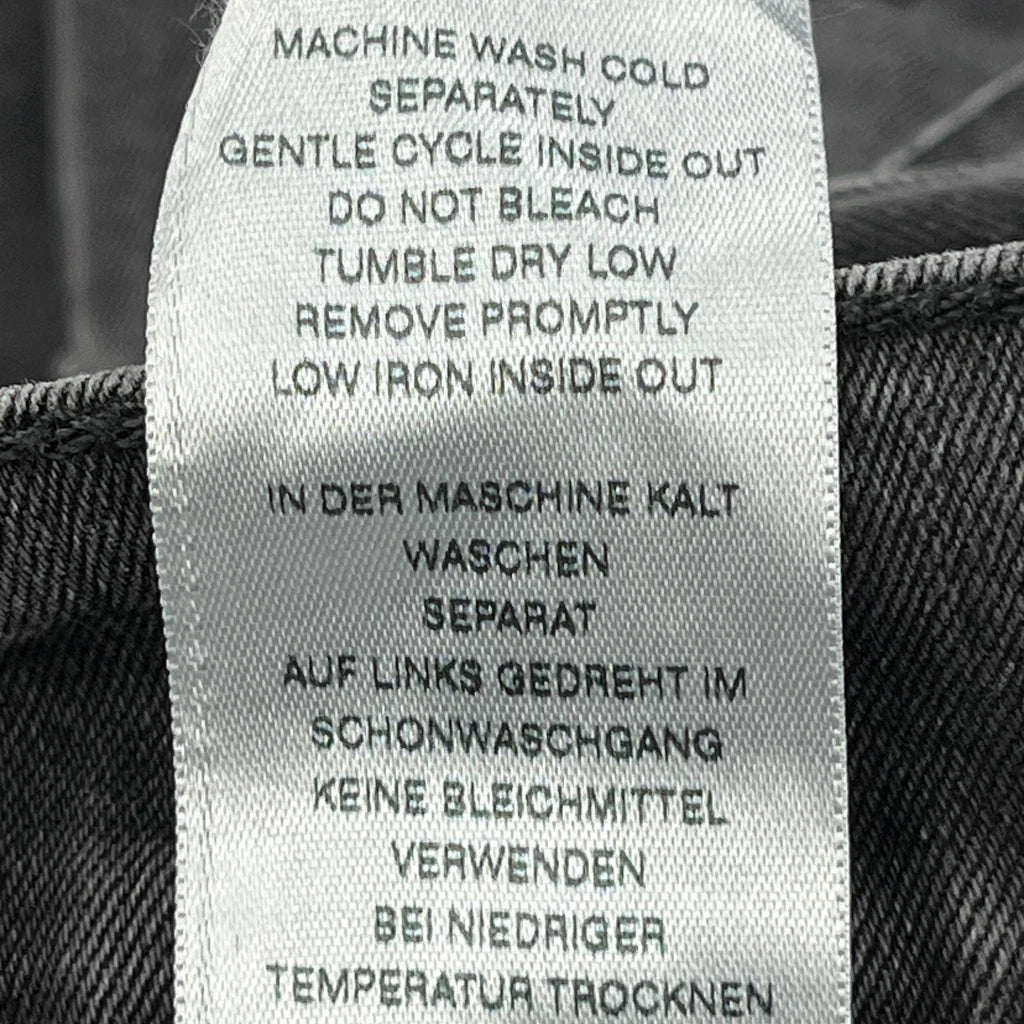 MACHINE WASH COLD
SEPARATELY
GENTLE CYCLE INSIDE OUT
DO NOT BLEACH
TUMBLE DRY LOW
REMOVE PROMPTLY
LOW IRON INSIDE OUT
IN DER MASCHINE KALT
WASCHEN
SEPARAT
AUF LINKS GEDREHT IM
SCHONWASCHGANG
KEINE BLEICHMITTEL
VERWENDEN
BEI NIEDRIGER
TEMPERATUR TROCKNEN